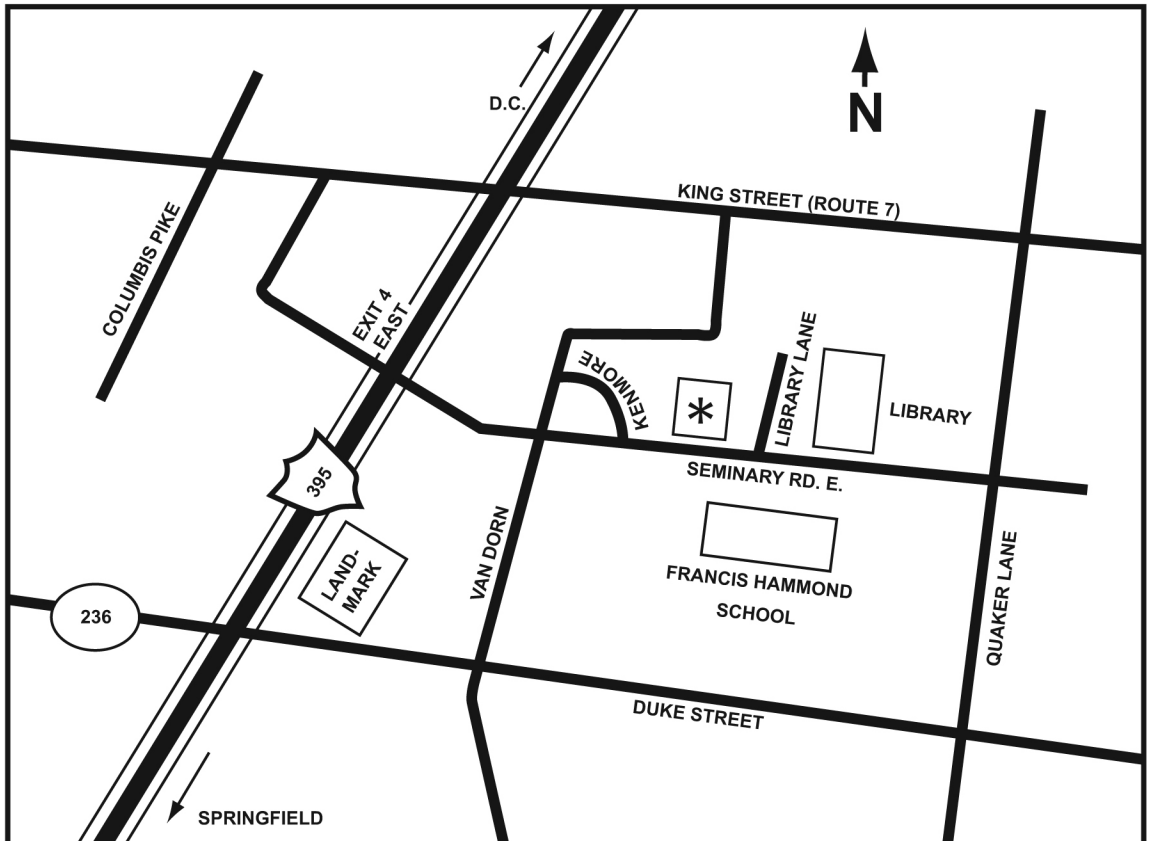 D.C.
N
KING STREET (ROUTE 7)
COLUMBIS PIKE
EXIT 4
EAST
KENMORE
*
LIBRARY LANE
LIBRARY
SEMINARY RD. E.
395
LAND-
MARK
VAN DORN
FRANCIS HAMMOND
SCHOOL
QUAKER LANE
236
DUKE STREET
SPRINGFIELD